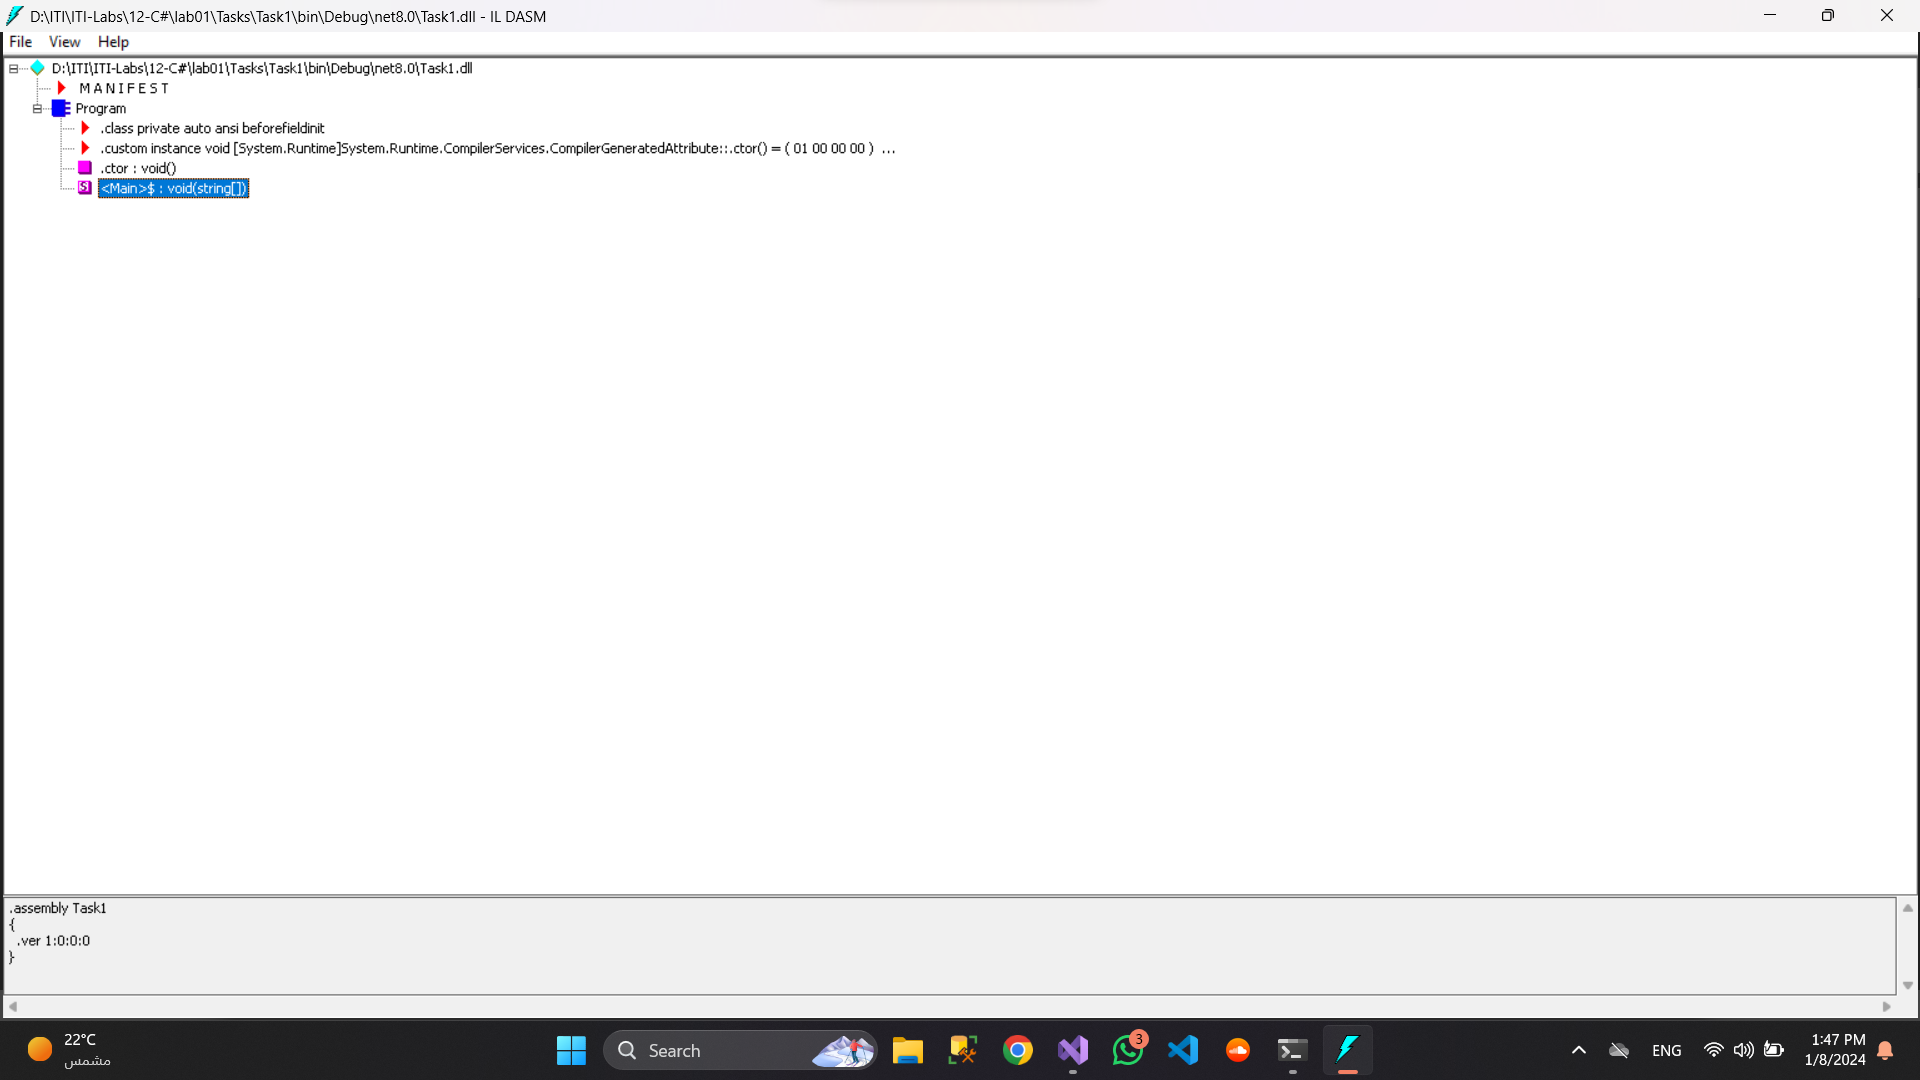 D:\ITI\ITI-Labs\12-C#\lab01\Tasks\Task1\bin\Debug\net8.0\Task1.dll - IL DASM
File View Help
D:\ITI\ITI-Labs\12-C#\lab01\Tasks\Task1\bin\Debug\net8.0\Task1.dll
M A N I F E S T
Program
.class private auto ansi beforefieldinit
.custom instance void [System.Runtime]System.Runtime.CompilerServices.CompilerGeneratedAttribute::.ctor() = ( 01 00 00 00 ) ...
.ctor : void()
S <Main>$ : void(string[])
.assembly Task1
{
.ver 1:0:0:0
}
22°C
مشمس
Search
3
ENG
1:47 PM
1/8/2024